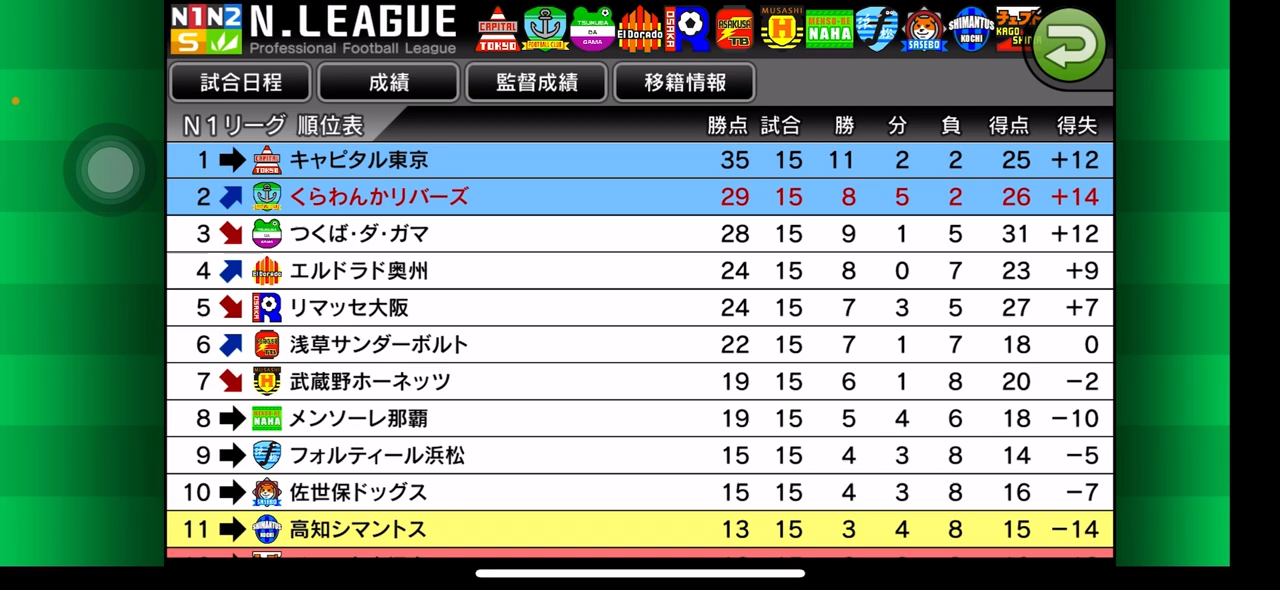 N1 N2 S N.LEAGUE
Professional Football League
CAPITAL TOKYO FOOTBALL CLUB TSUKUBA DA GAMA El Dorado OSAKA R ASAKUSA TB MUSASHI H MENSO-RE NAHA SASEBO SHIMANTUS KOCHI チェブ KAGO
試合日程 成績 監督成績 移籍情報
N1リーグ 順位表 勝点 試合 勝 分 負 得点 得失
1 キャピタル東京 35 15 11 2 2 25 +12
2 くらわんかリバーズ 29 15 8 5 2 26 +14
3 つくば・ダ・ガマ 28 15 9 1 5 31 +12
4 エルドラド奥州 24 15 8 0 7 23 +9
5 リマッセ大阪 24 15 7 3 5 27 +7
6 浅草サンダーボルト 22 15 7 1 7 18 0
7 武蔵野ホーネッツ 19 15 6 1 8 20 −2
8 メンソーレ那覇 19 15 5 4 6 18 −10
9 フォルティール浜松 15 15 4 3 8 14 −5
10 佐世保ドッグス 15 15 4 3 8 16 −7
11 高知シマントス 13 15 3 4 8 15 −14